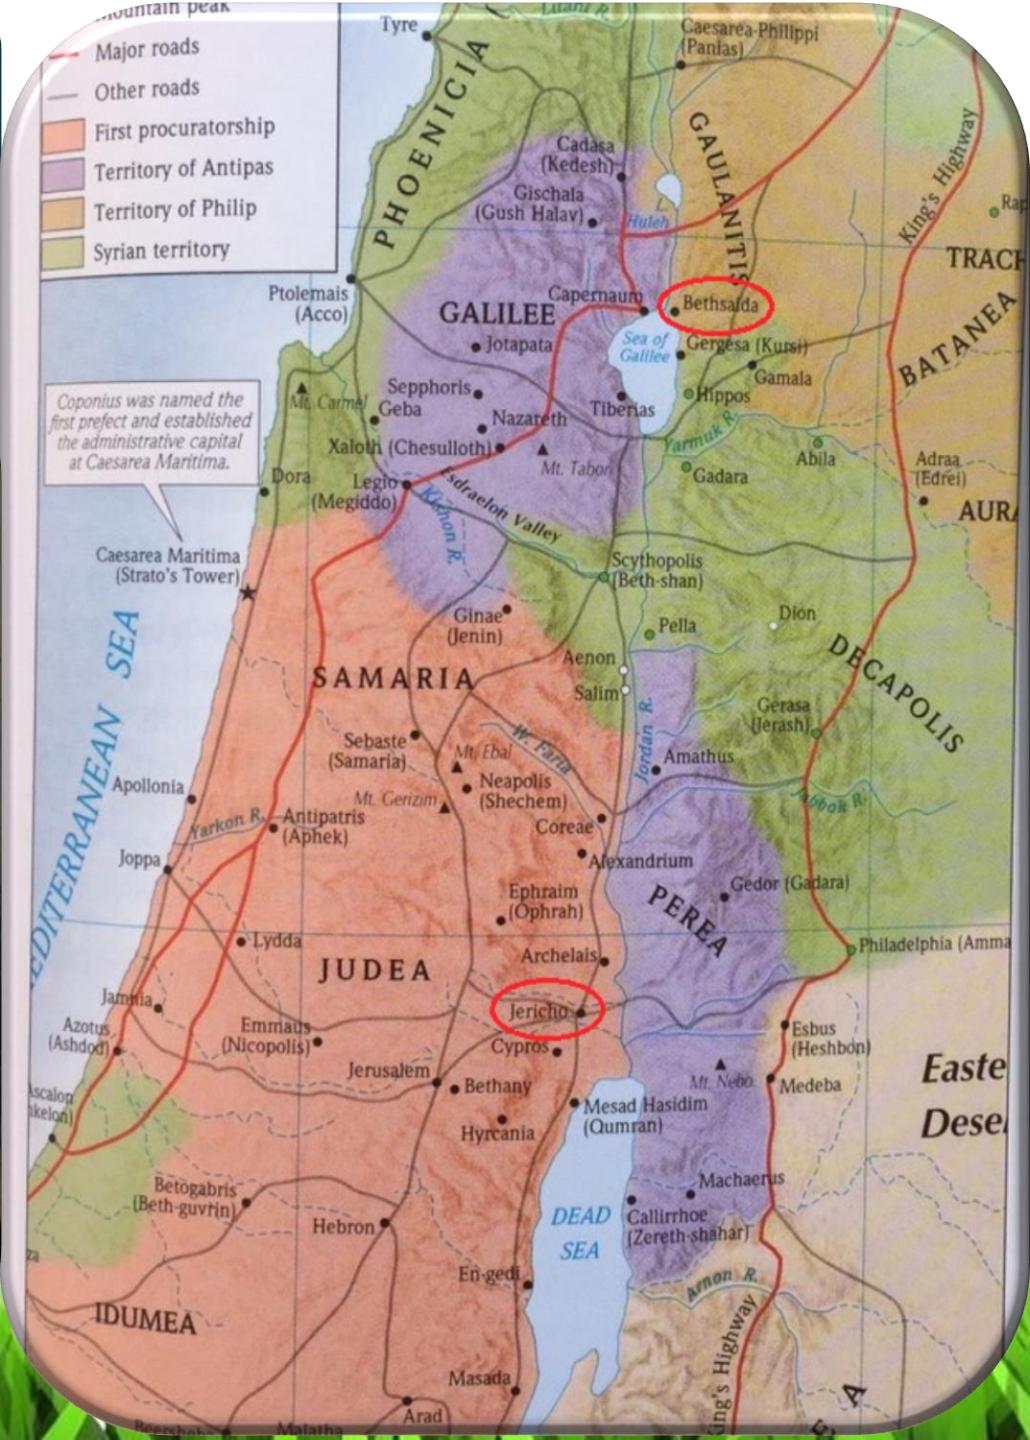 mountain peak
Major roads
Other roads
First procuratorship
Territory of Antipas
Territory of Philip
Syrian territory
Litani R.
Tyre
Caesarea-Philippi
(Panias)
PHOENICIA
GAULANITIS
King's Highway
Cadasa
(Kedesh)
Gischala
(Gush Halav)
Huleh
TRACH
Ptolemais
(Acco)
Capernaum
Bethsaida
GALILEE
Jotapata
Sea of
Galilee
Gergesa (Kursi)
BATANEA
Gamala
Coponius was named the
first prefect and established
the administrative capital
at Caesarea Maritima.
Mt. Carmel
Sepphoris
Geba
Nazareth
Tiberias
Hippos
Yarmuk R.
Xaloth (Chesulloth)
Mt. Tabor
Abila
Dora
Legio
(Megiddo)
Esdraelon Valley
Kishon R.
Gadara
Adraa
(Edrei)
AURA
Caesarea Maritima
(Strato's Tower)
Scythopolis
(Beth-shan)
MEDITERRANEAN SEA
Ginae
(Jenin)
Pella
Dion
DECAPOLIS
SAMARIA
Aenon
Salim
Jordan R.
Gerasa
(Jerash)
Sebaste
(Samaria)
Mt. Ebal
W. Faria
Amathus
Apollonia
Neapolis
(Shechem)
Mt. Gerizim
Jabbok R.
Yarkon R.
Antipatris
(Aphek)
Coreae
Joppa
Alexandrium
Gedor (Gadara)
Ephraim
(Ophrah)
PEREA
Lydda
JUDEA
Archelais
Philadelphia (Amma
Jamnia
Jericho
Azotus
(Ashdod)
Emmaus
(Nicopolis)
Cypros
Esbus
(Heshbon)
Jerusalem
Bethany
Mt. Nebo
Medeba
Easte
Deser
Ascalon
hkelon)
Hyrcania
Mesad Hasidim
(Qumran)
Machaerus
Betogabris
(Beth-guvrin)
Hebron
DEAD
SEA
Callirrhoe
(Zereth-shahar)
za
En-gedi
Arnon R.
IDUMEA
King's Highway
Masada
Arad
Malatha